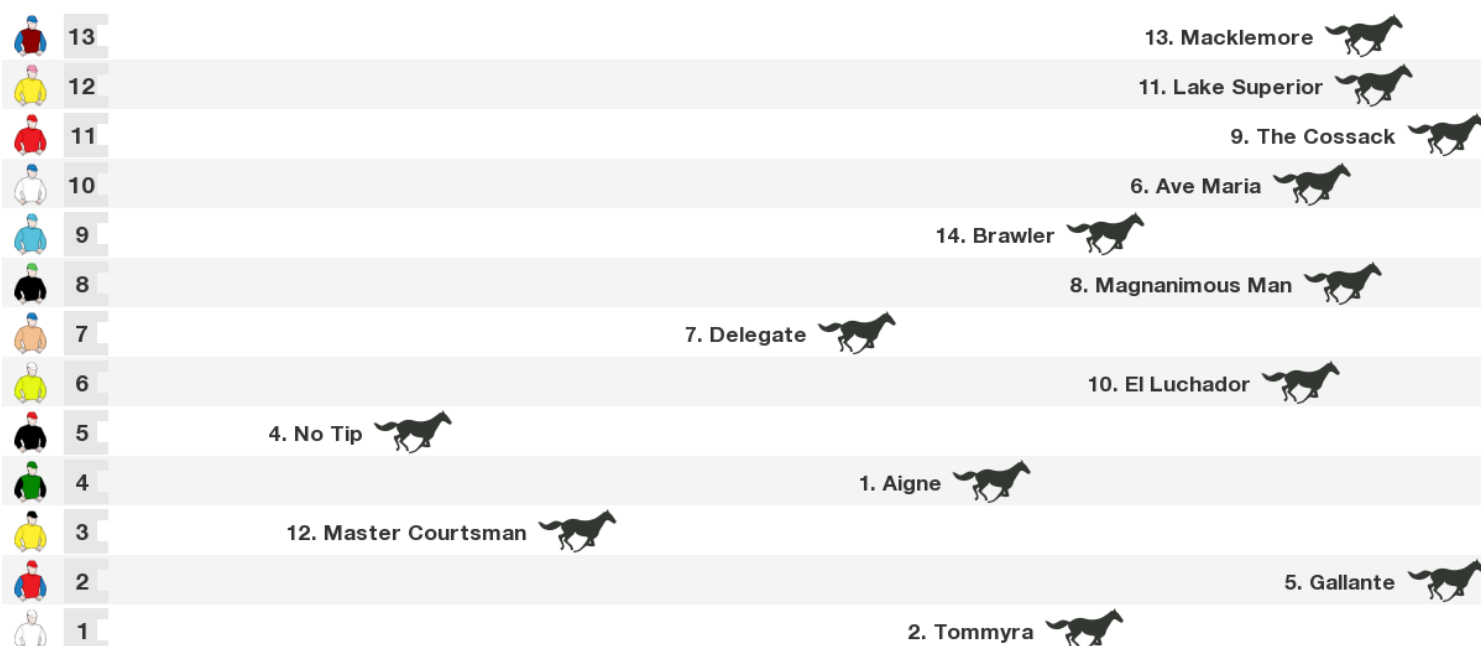 13 13. Macklemore
12 11. Lake Superior
11 9. The Cossack
10 6. Ave Maria
9 14. Brawler
8 8. Magnanimous Man
7 7. Delegate
6 10. El Luchador
5 4. No Tip
4 1. Aigne
3 12. Master Courtsman
2 5. Gallante
1 2. Tommyra